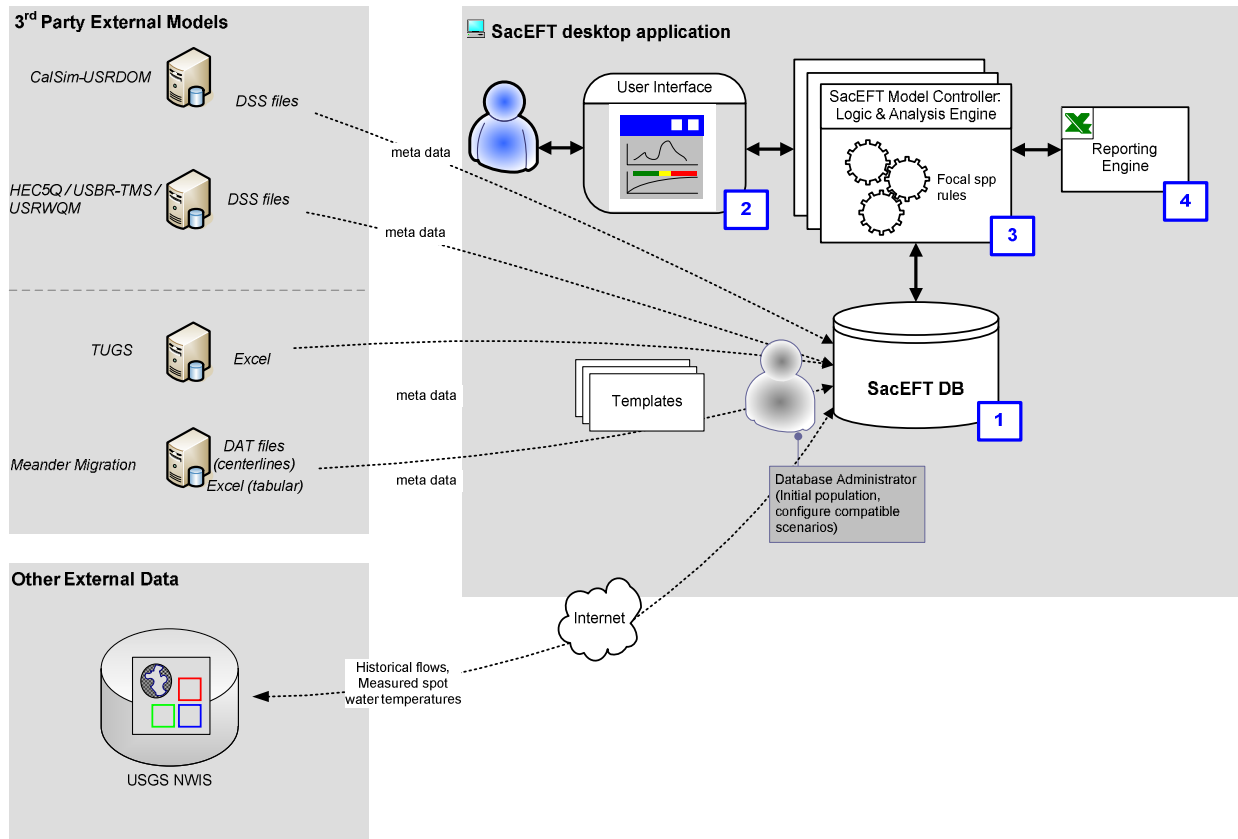 3rd Party External Models
CalSim-USRDOM
DSS files
HEC5Q / USBR-TMS /
USRWQM
DSS files
TUGS
Excel
Meander Migration
DAT files
(centerlines)
Excel (tabular)
meta data
meta data
meta data
meta data
SacEFT desktop application
User Interface
2
SacEFT Model Controller:
Logic & Analysis Engine
Focal spp
rules
3
Reporting
Engine
4
Templates
SacEFT DB
1
Database Administrator
(Initial population,
configure compatible
scenarios)
Other External Data
USGS NWIS
Internet
Historical flows,
Measured spot
water temperatures